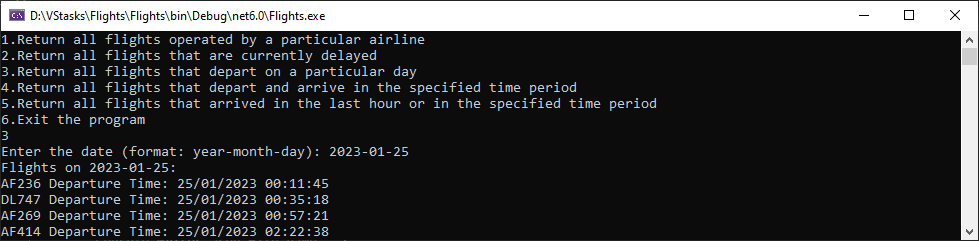 D:\VStasks\Flights\Flights\bin\Debug\net6.0\Flights.exe
1.Return all flights operated by a particular airline
2.Return all flights that are currently delayed
3.Return all flights that depart on a particular day
4.Return all flights that depart and arrive in the specified time period
5.Return all flights that arrived in the last hour or in the specified time period
6.Exit the program
3
Enter the date (format: year-month-day): 2023-01-25
Flights on 2023-01-25:
AF236 Departure Time: 25/01/2023 00:11:45
DL747 Departure Time: 25/01/2023 00:35:18
AF269 Departure Time: 25/01/2023 00:57:21
AF414 Departure Time: 25/01/2023 02:22:38